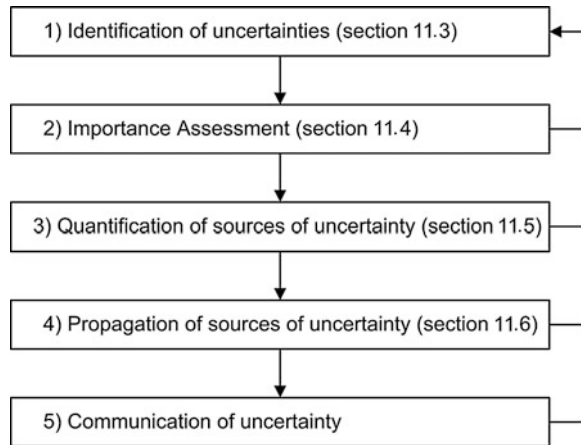 1) Identification of uncertainties (section 11.3)
2) Importance Assessment (section 11.4)
3) Quantification of sources of uncertainty (section 11.5)
4) Propagation of sources of uncertainty (section 11.6)
5) Communication of uncertainty